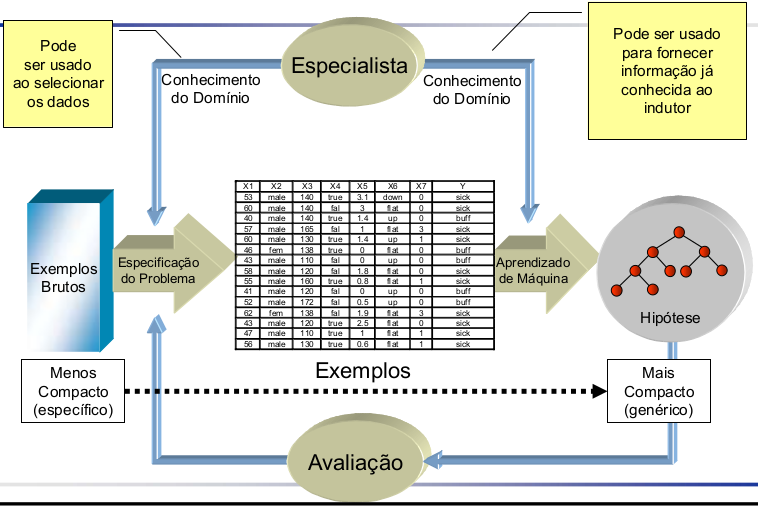 Pode
ser usado
ao selecionar
os dados
Especialista
Pode ser usado
para fornecer
informação já
conhecida ao
indutor
Conhecimento
do Domínio
Conhecimento
do Domínio
Exemplos
Brutos
Especificação
do Problema
X1 X2 X3 X4 X5 X6 X7 Y
53 male 140 true 3.1 down 0 sick
60 male 140 fal 3 flat 0 sick
40 male 140 true 1.4 up 0 buff
57 male 165 fal 1 flat 3 sick
60 male 130 true 1.4 up 1 sick
46 fem 138 true 0 flat 0 buff
43 male 110 fal 0 up 0 buff
58 male 120 fal 1.8 flat 0 sick
55 male 160 true 0.8 flat 1 sick
41 male 120 fal 0 up 0 buff
52 male 172 fal 0.5 up 0 buff
62 fem 138 fal 1.9 flat 3 sick
43 male 120 true 2.5 flat 0 sick
47 male 110 true 1 flat 1 sick
56 male 130 true 0.6 flat 1 sick
Aprendizado
de Máquina
Hipótese
Exemplos
Menos
Compacto
(específico)
Mais
Compacto
(genérico)
Avaliação